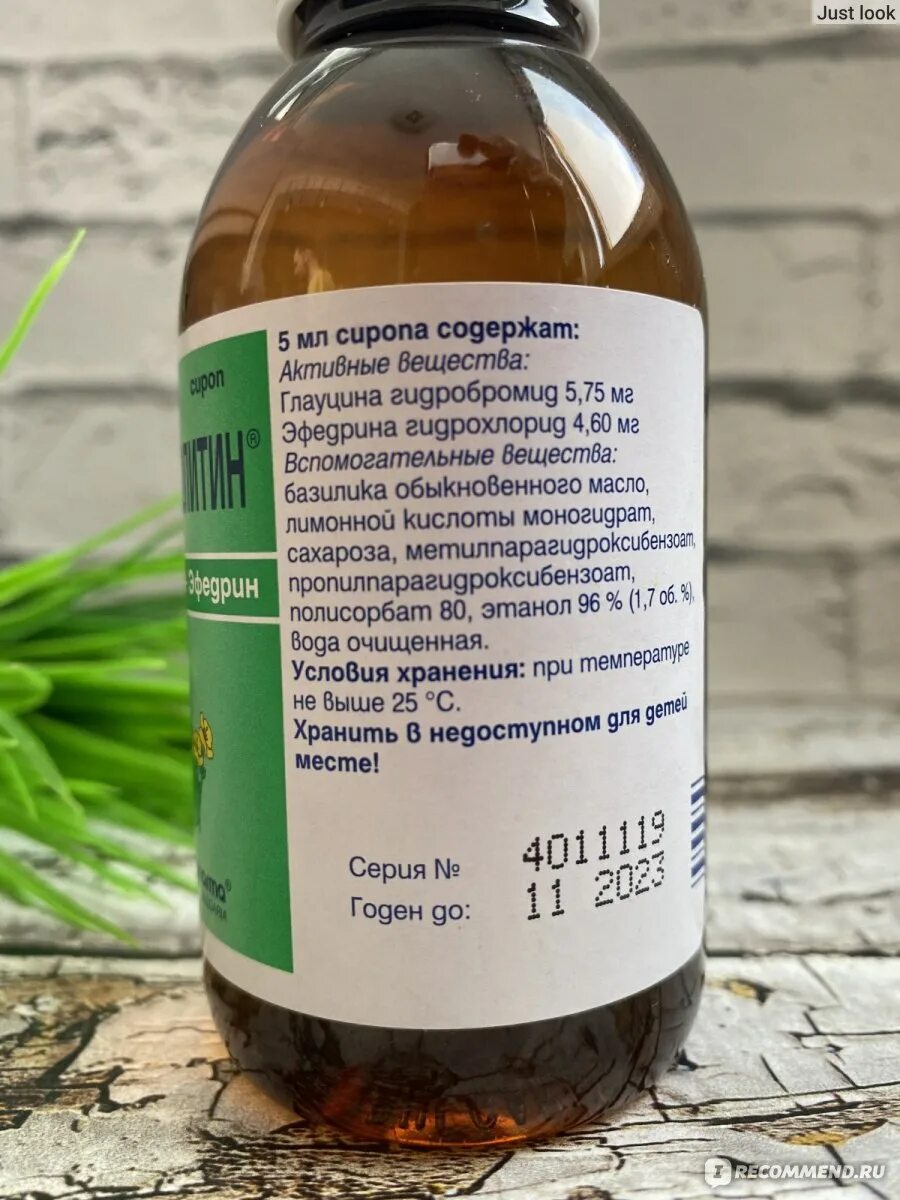 Just look
5 мл сиропа содержат:
Активные вещества:
Глауцина гидробромид 5,75 мг
Эфедрина гидрохлорид 4,60 мг
Вспомогательные вещества:
базилика обыкновенного масло,
лимонной кислоты моногидрат,
сахароза, метилпарагидроксибензоат,
пропилпарагидроксибензоат,
полисорбат 80, этанол 96 % (1,7 об. %),
вода очищенная.
Условия хранения: при температуре
не выше 25 °С.
Хранить в недоступном для детей
месте!
Серия № 4011119
Годен до: 11 2023
сироп
Эфедрин
RECOMMEND.RU